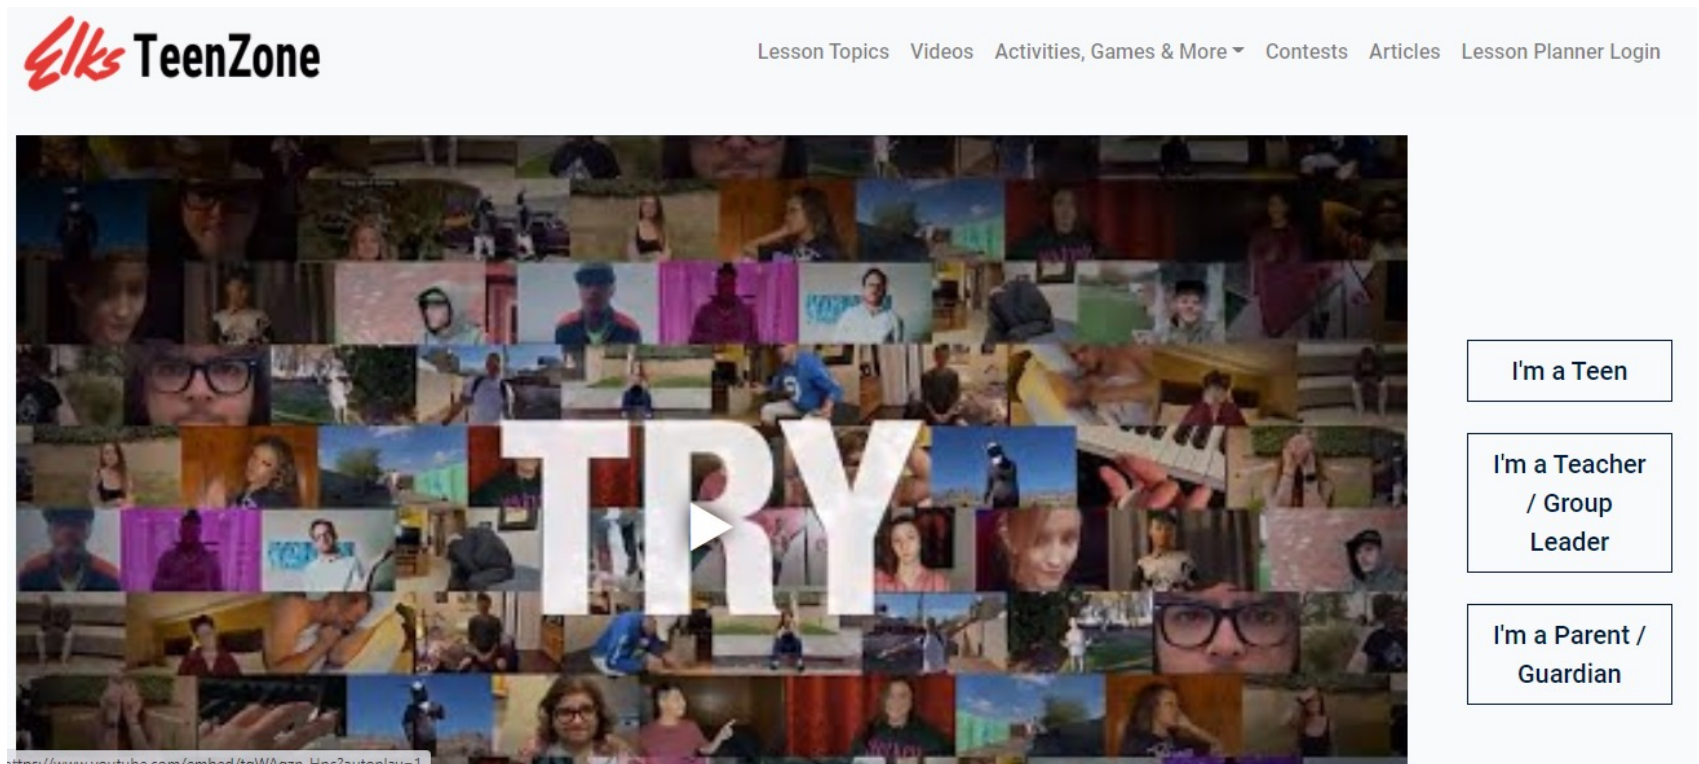 Elks TeenZone
Lesson Topics Videos Activities, Games & More Contests Articles Lesson Planner Login
TRY
I'm a Teen
I'm a Teacher
/ Group
Leader
I'm a Parent /
Guardian